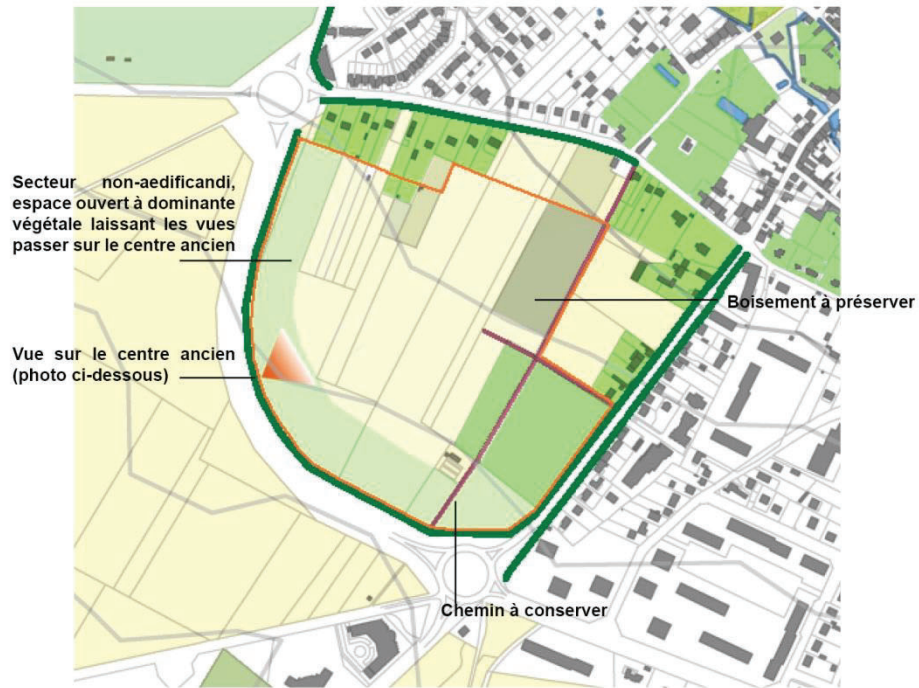 Secteur non-aedificandi,
espace ouvert à dominante
végétale laissant les vues
passer sur le centre ancien
Boisement à préserver
Vue sur le centre ancien
(photo ci-dessous)
Chemin à conserver